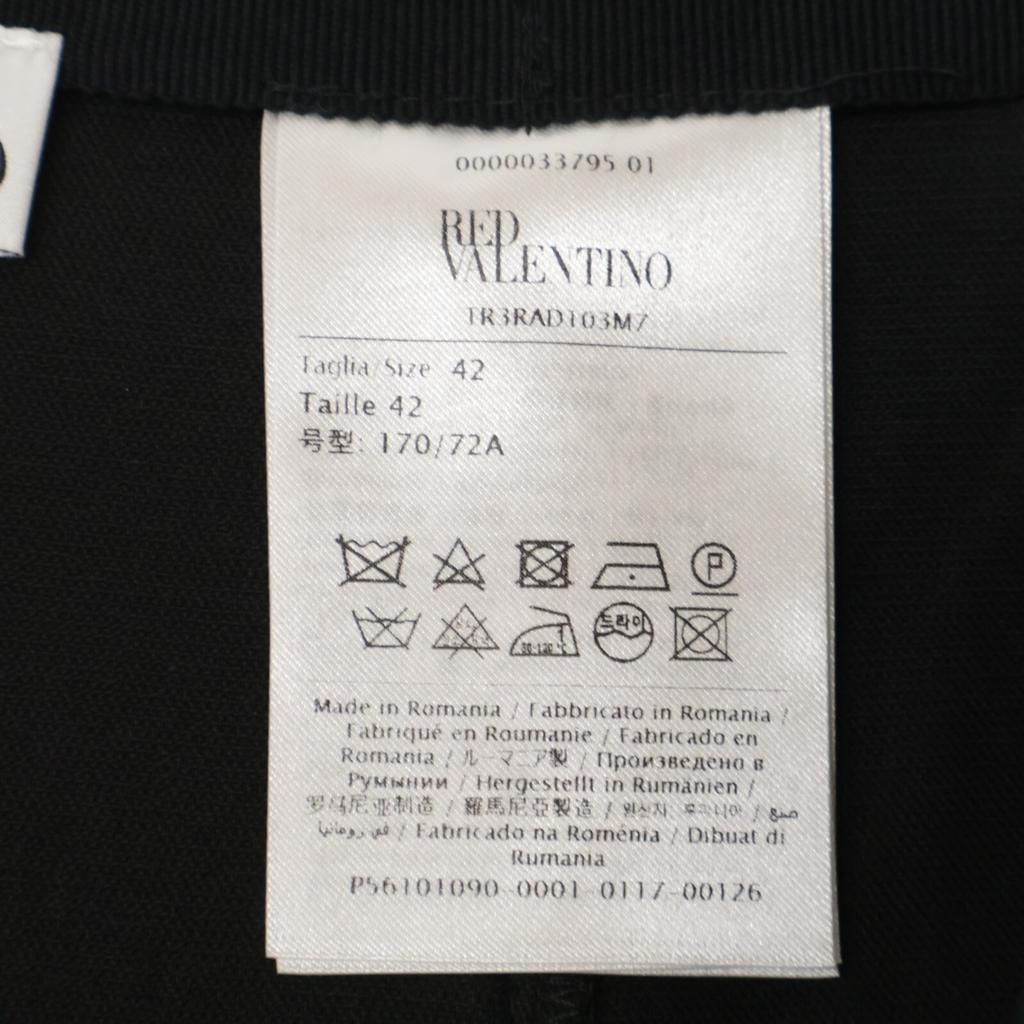 0000033795 01
RED
VALENTINO
TR3RAD103M7
Taglia/Size 42
Taille 42
号型: 170/72A
P
드라이
80-120 ℃
Made in Romania / Fabbricato in Romania /
Fabriqué en Roumanie / Fabricado en
Romania / ルーマニア製 / Произведено в
Румынии / Hergestellt in Rumänien /
罗马尼亚制造 / 羅馬尼亞製造 / 원산지: 루마니아 / صنع
في رومانيا / Fabricado na Roménia / Dibuat di
Rumania
P56101090-0001-0117-00126